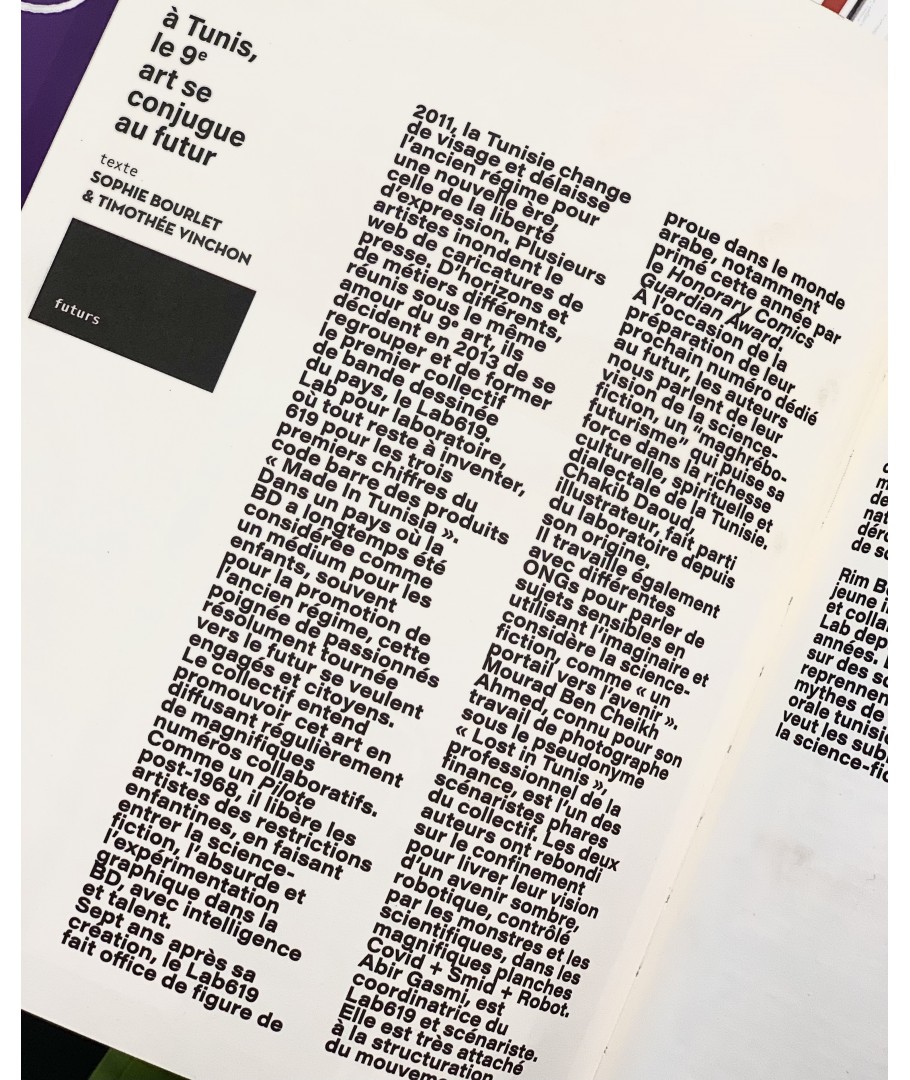 à Tunis,
le 9e
art se
conjugue
au futur
texte
SOPHIE BOURLET
& TIMOTHÉE VINCHON
futurs
2011, la Tunisie change
de visage et délaisse
l'ancien régime pour
une nouvelle ère,
celle de la liberté
d'expression. Plusieurs
artistes inondent le
web de caricatures de
presse. D'horizons et
de métiers différents,
réunis sous le même
amour du 9e art, ils
décident en 2013 de se
regrouper et de former
le premier collectif
de bande dessinée
du pays, le Lab619.
Lab pour laboratoire,
où tout reste à inventer,
619 pour les trois
premiers chiffres du
code barre des produits
« Made in Tunisia ».
Dans un pays où la
BD a longtemps été
considérée comme
un médium pour les
enfants, souvent
pour la promotion de
l'ancien régime, cette
poignée de passionnés
résolument tournée
vers le futur se veulent
engagés et citoyens.
Le collectif entend
promouvoir cet art en
diffusant régulièrement
de magnifiques
numéros collaboratifs.
Comme un Pilote
post-1968, il libère les
artistes des restrictions
enfantines, en faisant
entrer la science-
fiction, l'absurde et
l'expérimentation
graphique dans la
BD, avec intelligence
et talent.
Sept ans après sa
création, le Lab619
fait office de figure de
proue dans le monde
arabe, notamment
primé cette année par
le Honorary Comics
Guardian Award.
À l'occasion de la
préparation de leur
prochain numéro dédié
au futur, les auteurs
nous parlent de leur
vision de la science-
fiction, un "maghrébo-
futurisme" qui puise sa
force dans la richesse
culturelle, spirituelle et
dialectale de la Tunisie.
Chakib Daoud,
illustrateur, fait parti
du laboratoire depuis
son origine,
il travaille également
avec différentes
ONGs pour parler de
sujets sensibles en
utilisant l'imaginaire et
considère la science-
fiction, comme « un
portail vers l'avenir ».
Mourad Ben Cheikh
Ahmed, connu pour son
travail de photographe
sous le pseudonyme
« Lost in Tunis »,
professionnel de la
finance, est l'un des
scénaristes phares
du collectif. Les deux
auteurs ont rebondi
sur le confinement
pour livrer leur vision
d'un avenir sombre,
robotique, contrôlé
par les monstres et les
scientifiques, dans les
magnifiques planches
Covid + Smid + Robot.
Abir Gasmi, est
coordinatrice du
Lab619 et scénariste.
Elle est très attaché
à la structuration
du mouveme
de
nat
déro
de so
Rim B
jeune i
et colla
Lab dep
années.
sur des so
reprennen
mythes de
orale tunisie
veut les sub
la science-fic